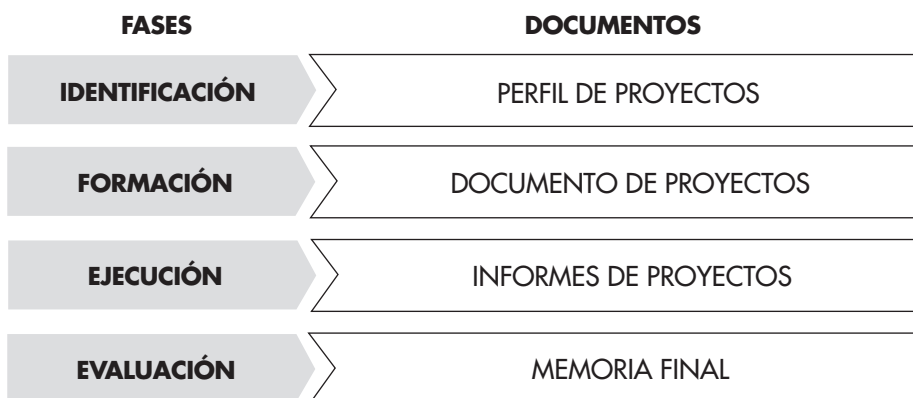 FASES DOCUMENTOS
IDENTIFICACIÓN PERFIL DE PROYECTOS
FORMACIÓN DOCUMENTO DE PROYECTOS
EJECUCIÓN INFORMES DE PROYECTOS
EVALUACIÓN MEMORIA FINAL